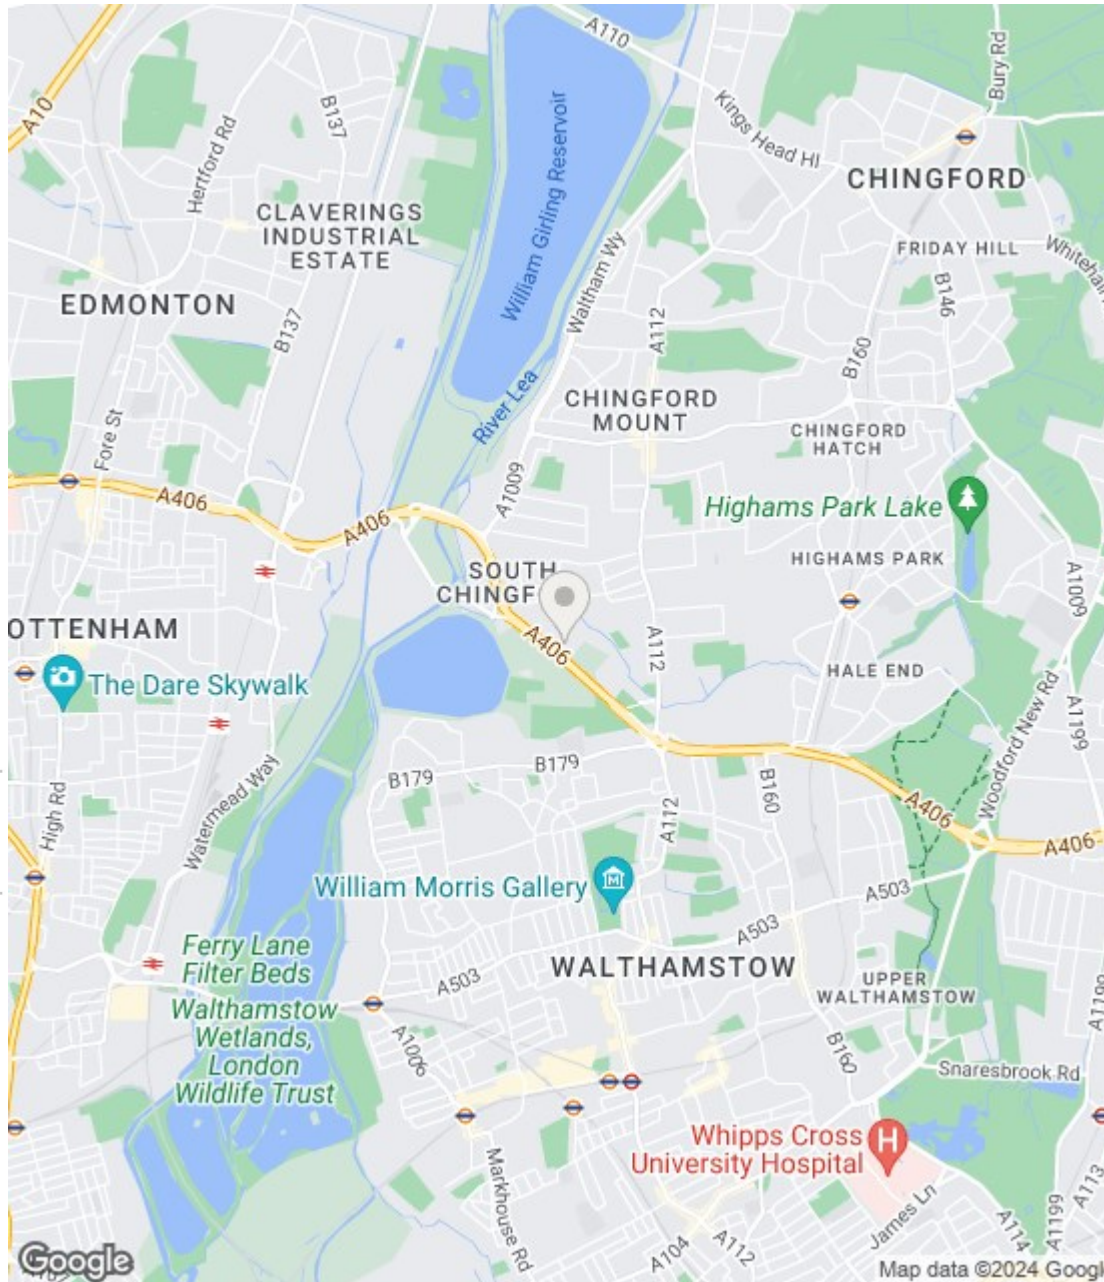 A110
Bury Rd
A10
B137
Kings Head Hl
Hertford Rd
CHINGFORD
CLAVERINGS
INDUSTRIAL
ESTATE
William Girling Reservoir
Waltham Wy
FRIDAY HILL
EDMONTON
B137
A112
B146
B160
River Lea
CHINGFORD
MOUNT
Fore St
CHINGFORD
HATCH
A406
A1009
A406
Highams Park Lake
HIGHAMS PARK
SOUTH
A1009
OTTENHAM
A406
A112
HALE END
The Dare Skywalk
Woodford New Rd
A1199
B179
B179
Watermead Way
B160
High Rd
A112
A406
A406
William Morris Gallery
A503
A503
Ferry Lane
Filter Beds
WALTHAMSTOW
A503
UPPER
WALTHAMSTOW
Walthamstow
Wetlands,
London
Wildlife Trust
A1199
A1006
B160
Snaresbrook Rd
Whipps Cross
University Hospital
H
Markhouse Rd
James Ln
A113
A114
A1199
A104
A112
Google
Map data ©2024 Google